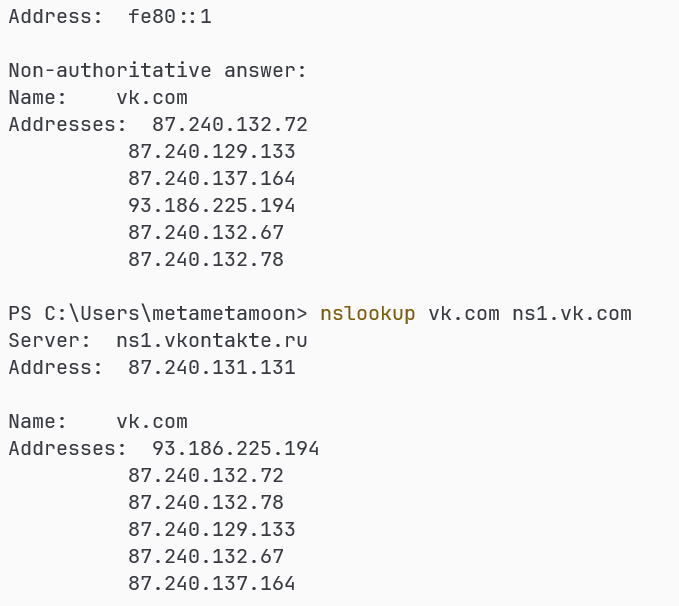 Address:  fe80::1
Non-authoritative answer:
Name:    vk.com
Addresses:  87.240.132.72
          87.240.129.133
          87.240.137.164
          93.186.225.194
          87.240.132.67
          87.240.132.78
PS C:\Users\metametamoon> nslookup vk.com ns1.vk.com
Server:  ns1.vkontakte.ru
Address:  87.240.131.131
Name:    vk.com
Addresses:  93.186.225.194
          87.240.132.72
          87.240.132.78
          87.240.129.133
          87.240.132.67
          87.240.137.164